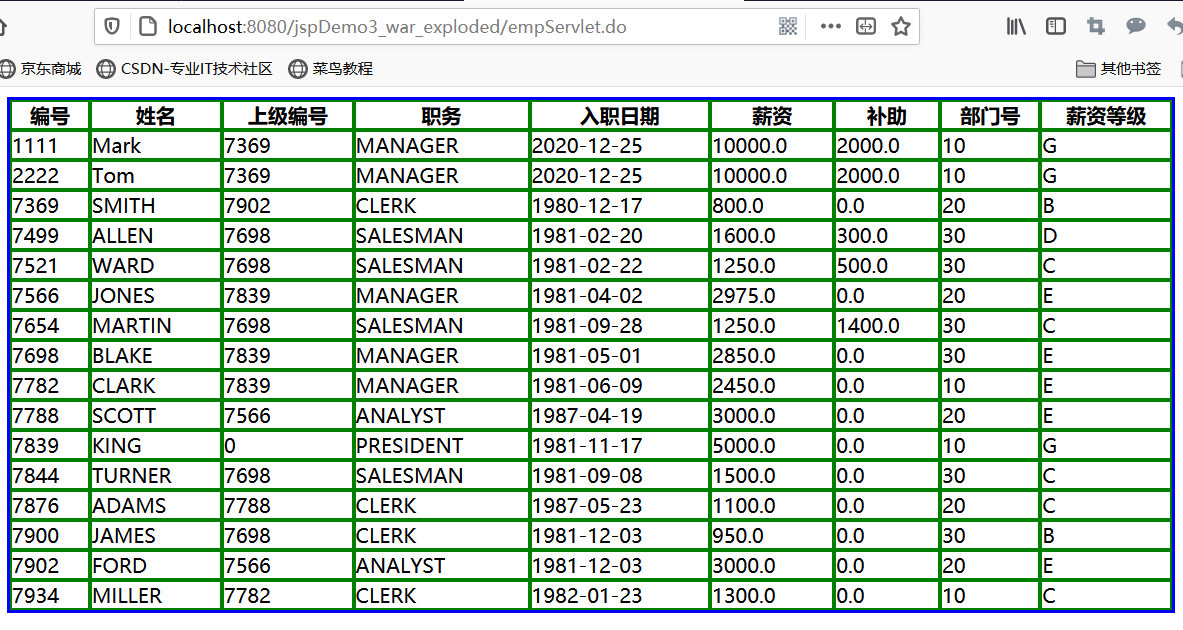 localhost:8080/jspDemo3_war_exploded/empServlet.do
京东商城 CSDN-专业IT技术社区 菜鸟教程 其他书签
编号 姓名 上级编号 职务 入职日期 薪资 补助 部门号 薪资等级
1111 Mark 7369 MANAGER 2020-12-25 10000.0 2000.0 10 G
2222 Tom 7369 MANAGER 2020-12-25 10000.0 2000.0 10 G
7369 SMITH 7902 CLERK 1980-12-17 800.0 0.0 20 B
7499 ALLEN 7698 SALESMAN 1981-02-20 1600.0 300.0 30 D
7521 WARD 7698 SALESMAN 1981-02-22 1250.0 500.0 30 C
7566 JONES 7839 MANAGER 1981-04-02 2975.0 0.0 20 E
7654 MARTIN 7698 SALESMAN 1981-09-28 1250.0 1400.0 30 C
7698 BLAKE 7839 MANAGER 1981-05-01 2850.0 0.0 30 E
7782 CLARK 7839 MANAGER 1981-06-09 2450.0 0.0 10 E
7788 SCOTT 7566 ANALYST 1987-04-19 3000.0 0.0 20 E
7839 KING 0 PRESIDENT 1981-11-17 5000.0 0.0 10 G
7844 TURNER 7698 SALESMAN 1981-09-08 1500.0 0.0 30 C
7876 ADAMS 7788 CLERK 1987-05-23 1100.0 0.0 20 C
7900 JAMES 7698 CLERK 1981-12-03 950.0 0.0 30 B
7902 FORD 7566 ANALYST 1981-12-03 3000.0 0.0 20 E
7934 MILLER 7782 CLERK 1982-01-23 1300.0 0.0 10 C